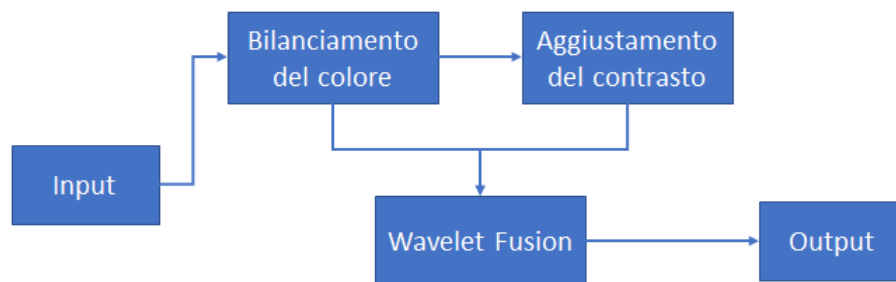 Bilanciamento
del colore
Aggiustamento
del contrasto
Input
Wavelet Fusion
Output